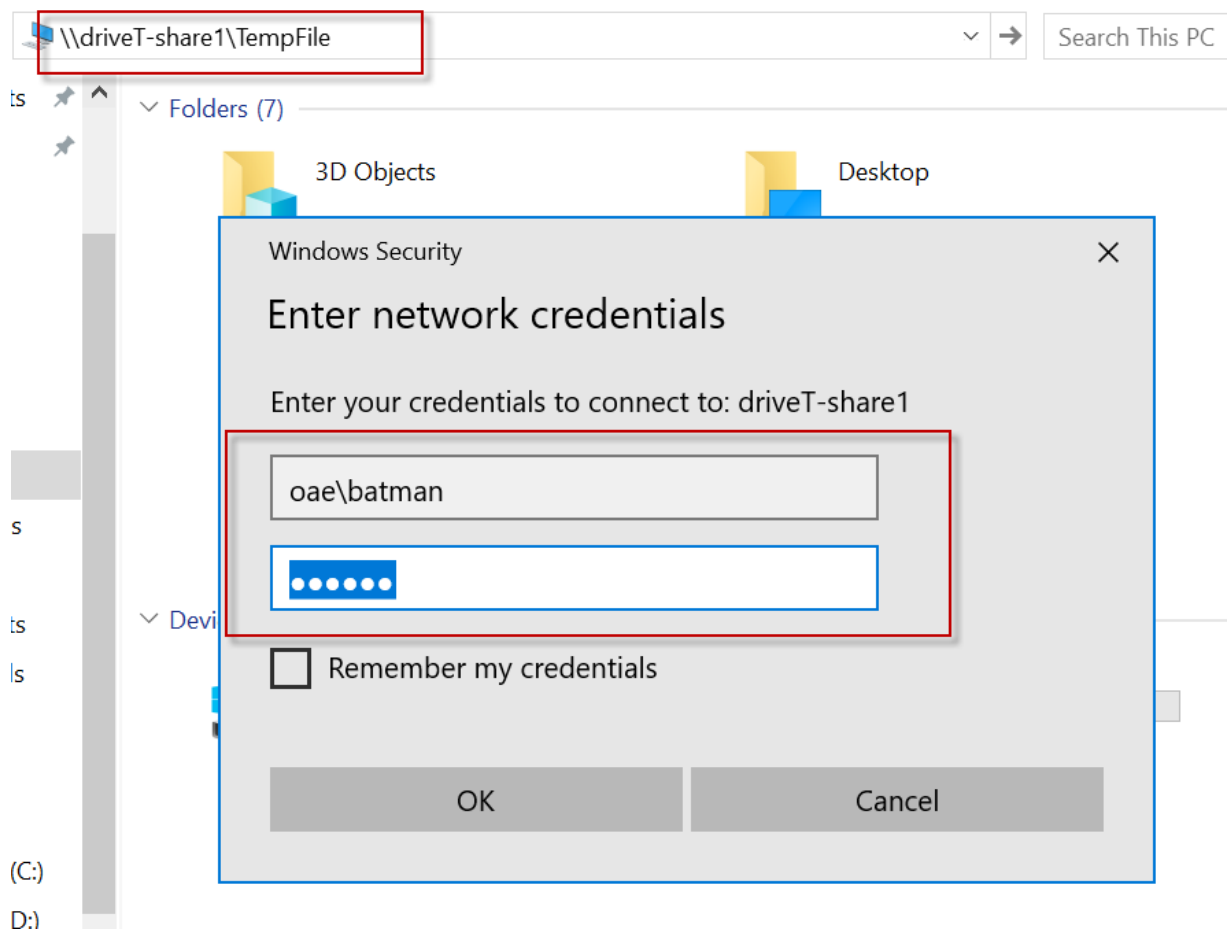 \\driveT-share1\TempFile
Search This PC
ts
Folders (7)
3D Objects
Desktop
Windows Security
Enter network credentials
Enter your credentials to connect to: driveT-share1
oae\batman
s
ts
Devi
ls
Remember my credentials
OK
Cancel
(C:)
D:)